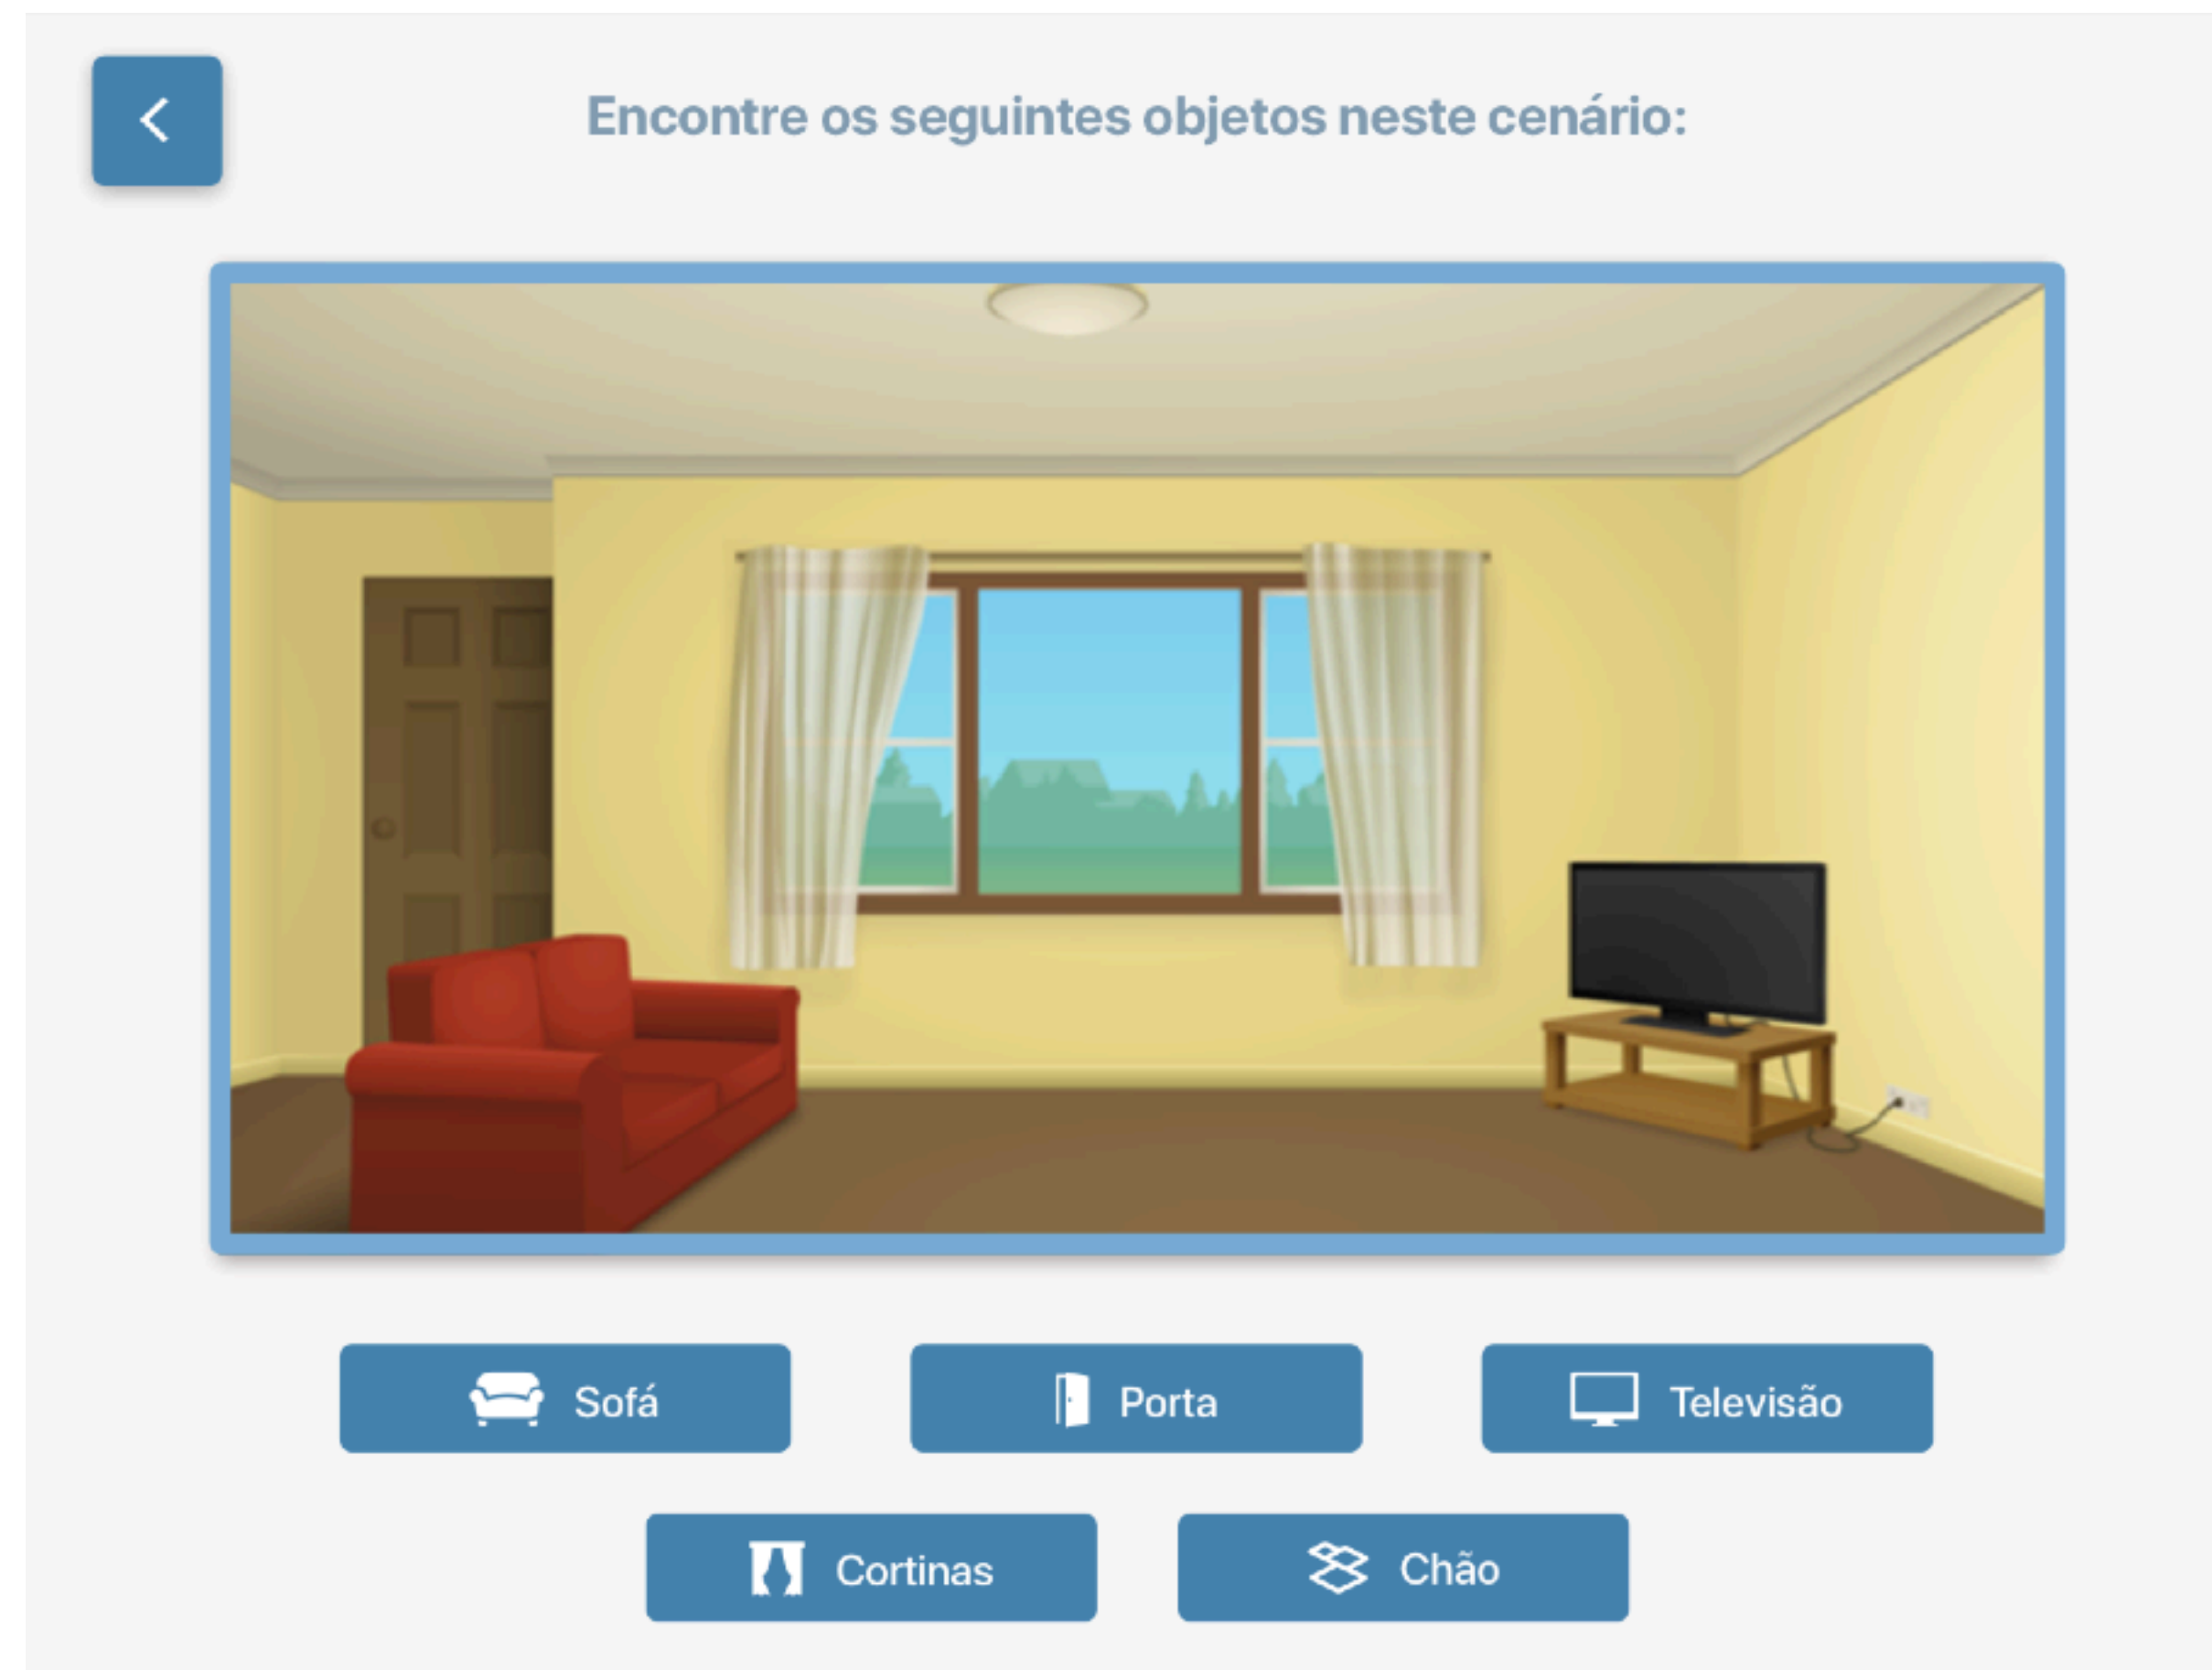 Encontre os seguintes objetos neste cenário:
Sofá
Porta
Televisão
Cortinas
Chão